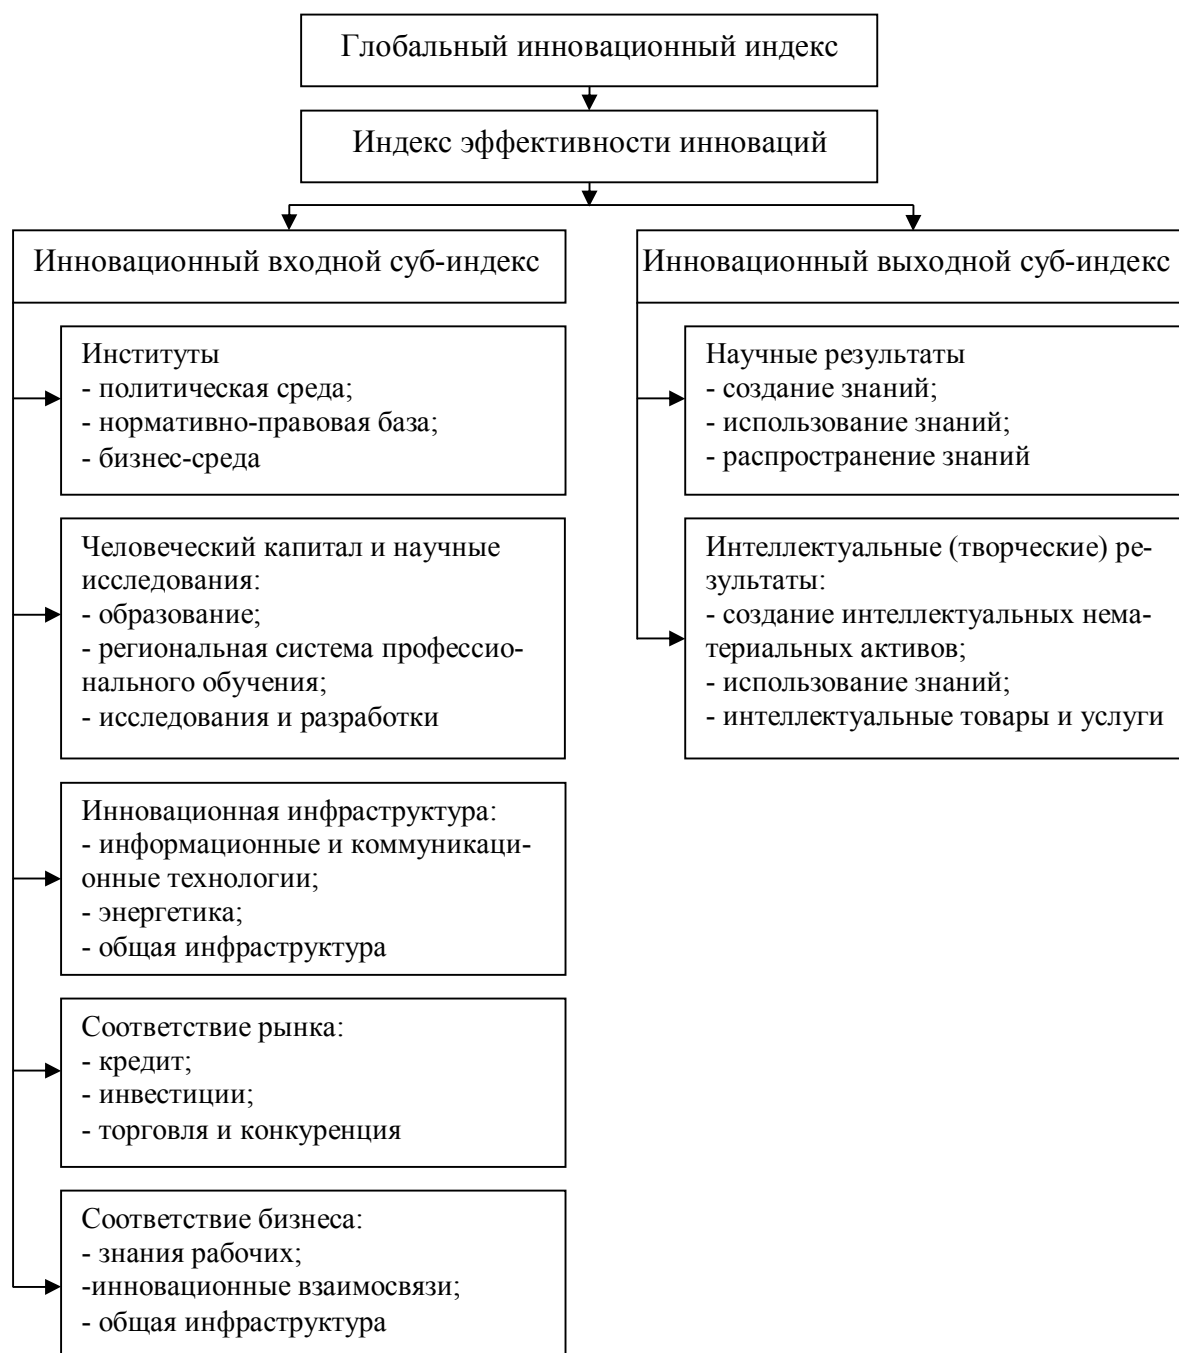 Глобальный инновационный индекс
Индекс эффективности инноваций
Инновационный входной суб-индекс
Институты
- политическая среда;
- нормативно-правовая база;
- бизнес-среда
Человеческий капитал и научные
исследования:
- образование;
- региональная система профессио-
нального обучения;
- исследования и разработки
Инновационная инфраструктура:
- информационные и коммуникаци-
онные технологии;
- энергетика;
- общая инфраструктура
Соответствие рынка:
- кредит;
- инвестиции;
- торговля и конкуренция
Соответствие бизнеса:
- знания рабочих;
-инновационные взаимосвязи;
- общая инфраструктура
Инновационный выходной суб-индекс
Научные результаты
- создание знаний;
- использование знаний;
- распространение знаний
Интеллектуальные (творческие) ре-
зультаты:
- создание интеллектуальных нема-
териальных активов;
- использование знаний;
- интеллектуальные товары и услуги